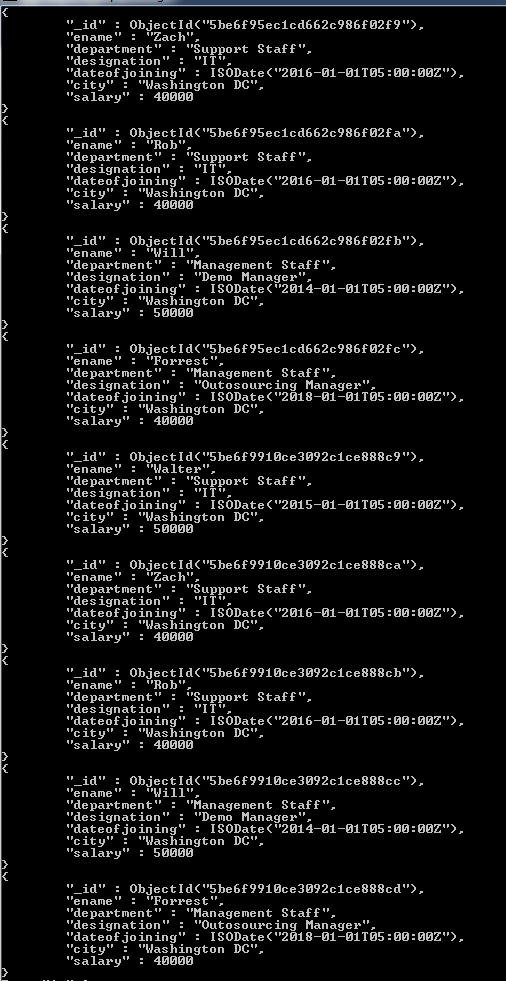 {
"_id" : ObjectId("5be6f95ec1cd662c986f02f9"),
"ename" : "Zach",
"department" : "Support Staff",
"designation" : "IT",
"dateofjoining" : ISODate("2016-01-01T05:00:00Z"),
"city" : "Washington DC",
"salary" : 40000
}
{
"_id" : ObjectId("5be6f95ec1cd662c986f02fa"),
"ename" : "Rob",
"department" : "Support Staff",
"designation" : "IT",
"dateofjoining" : ISODate("2016-01-01T05:00:00Z"),
"city" : "Washington DC",
"salary" : 40000
}
{
"_id" : ObjectId("5be6f95ec1cd662c986f02fb"),
"ename" : "Will",
"department" : "Management Staff",
"designation" : "Demo Manager",
"dateofjoining" : ISODate("2014-01-01T05:00:00Z"),
"city" : "Washington DC",
"salary" : 50000
}
{
"_id" : ObjectId("5be6f95ec1cd662c986f02fc"),
"ename" : "Forrest",
"department" : "Management Staff",
"designation" : "Outosourcing Manager",
"dateofjoining" : ISODate("2018-01-01T05:00:00Z"),
"city" : "Washington DC",
"salary" : 40000
}
{
"_id" : ObjectId("5be6f9910ce3092c1ce888c9"),
"ename" : "Walter",
"department" : "Support Staff",
"designation" : "IT",
"dateofjoining" : ISODate("2015-01-01T05:00:00Z"),
"city" : "Washington DC",
"salary" : 50000
}
{
"_id" : ObjectId("5be6f9910ce3092c1ce888ca"),
"ename" : "Zach",
"department" : "Support Staff",
"designation" : "IT",
"dateofjoining" : ISODate("2016-01-01T05:00:00Z"),
"city" : "Washington DC",
"salary" : 40000
}
{
"_id" : ObjectId("5be6f9910ce3092c1ce888cb"),
"ename" : "Rob",
"department" : "Support Staff",
"designation" : "IT",
"dateofjoining" : ISODate("2016-01-01T05:00:00Z"),
"city" : "Washington DC",
"salary" : 40000
}
{
"_id" : ObjectId("5be6f9910ce3092c1ce888cc"),
"ename" : "Will",
"department" : "Management Staff",
"designation" : "Demo Manager",
"dateofjoining" : ISODate("2014-01-01T05:00:00Z"),
"city" : "Washington DC",
"salary" : 50000
}
{
"_id" : ObjectId("5be6f9910ce3092c1ce888cd"),
"ename" : "Forrest",
"department" : "Management Staff",
"designation" : "Outosourcing Manager",
"dateofjoining" : ISODate("2018-01-01T05:00:00Z"),
"city" : "Washington DC",
"salary" : 40000
}